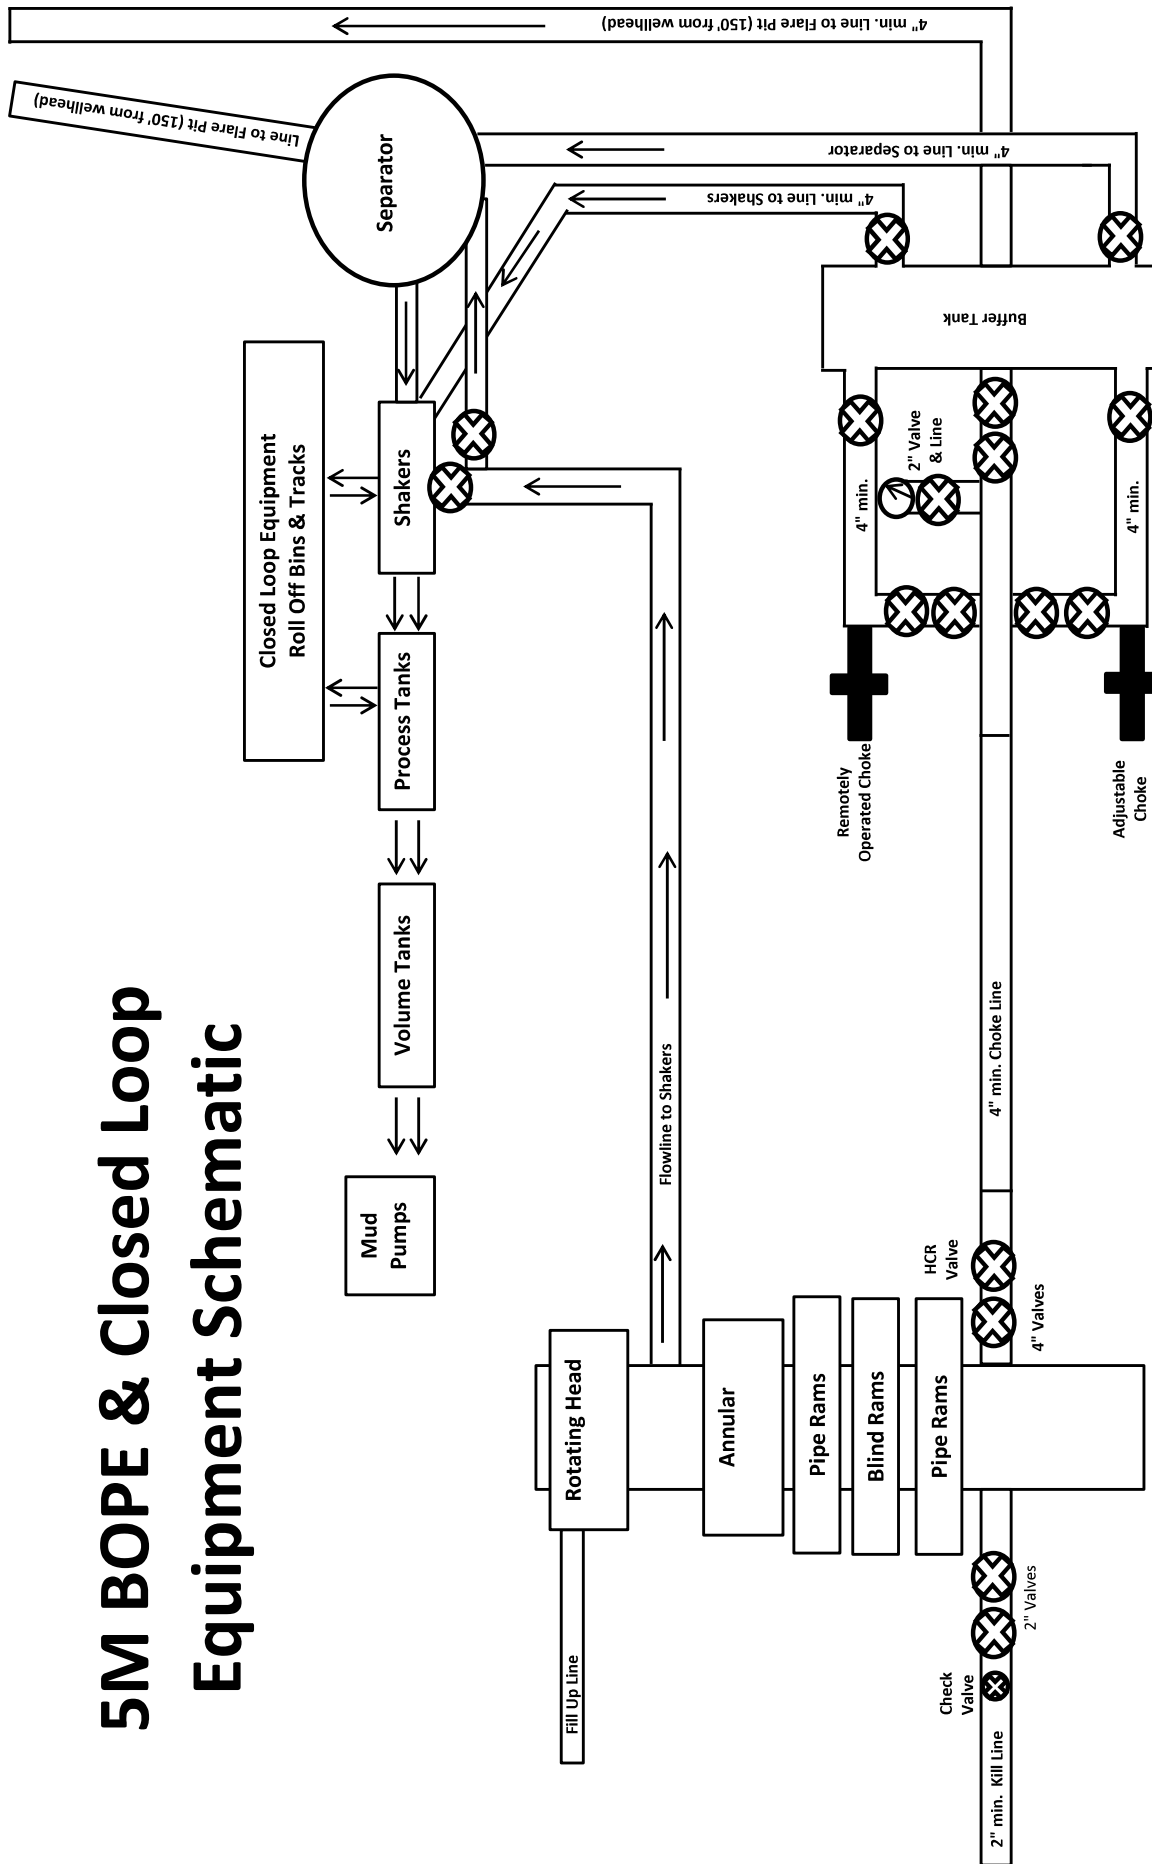 5M BOPE & Closed Loop
Equipment Schematic
Fill Up Line
Rotating Head
Annular
Pipe Rams
Blind Rams
Pipe Rams
2" min. Kill Line
Check
Valve
2" Valves
4" Valves
HCR
Valve
4" min. Choke Line
Flowline to Shakers
Mud
Pumps
Volume Tanks
Process Tanks
Shakers
Closed Loop Equipment
Roll Off Bins & Tracks
Separator
Line to Flare Pit (150' from wellhead)
4" min. Line to Flare Pit (150' from wellhead)
4" min. Line to Separator
4" min. Line to Shakers
Buffer Tank
2" Valve
& Line
4" min.
4" min.
Remotely
Operated Choke
Adjustable
Choke